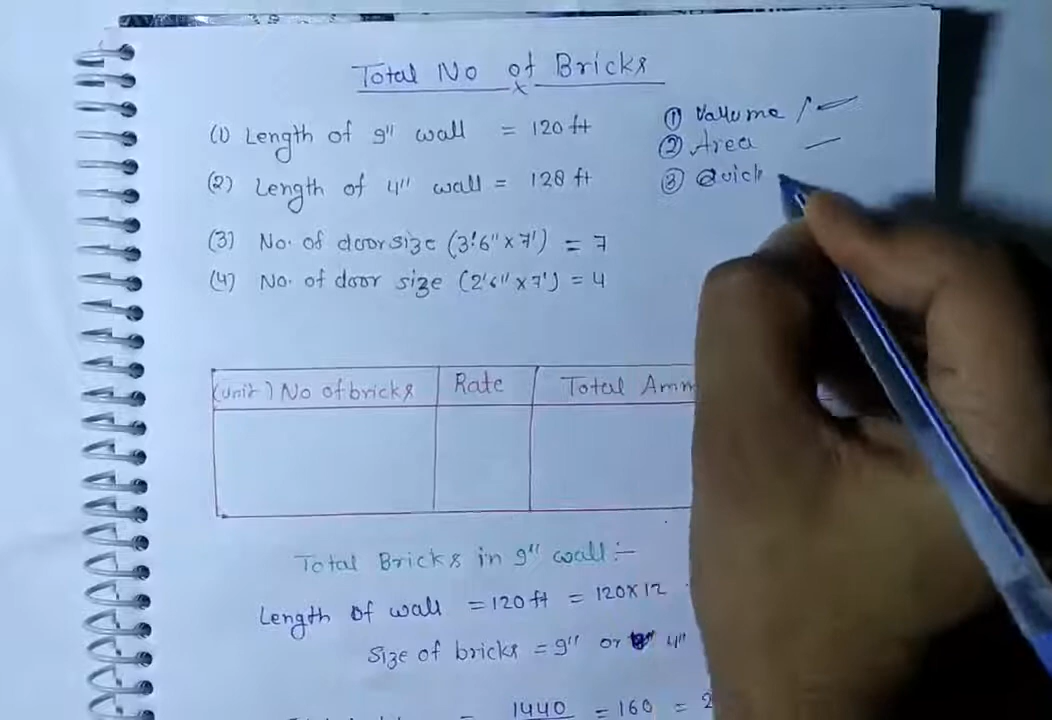 Total No of Bricks
x
(1) Length of 9" wall = 120 ft
(2) Length of 4" wall = 128 ft
(3) No. of door size (3'6" x 7') = 7
(4) No. of door size (2'6" x 7') = 4
① Vallume
② Area
③ Quick
(unit) No of bricks Rate Total Amm
Total Bricks in 9" wall :-
Length of wall = 120 ft = 120 x 12
Size of bricks = 9" or 4"
= 1440 = 160 = 2